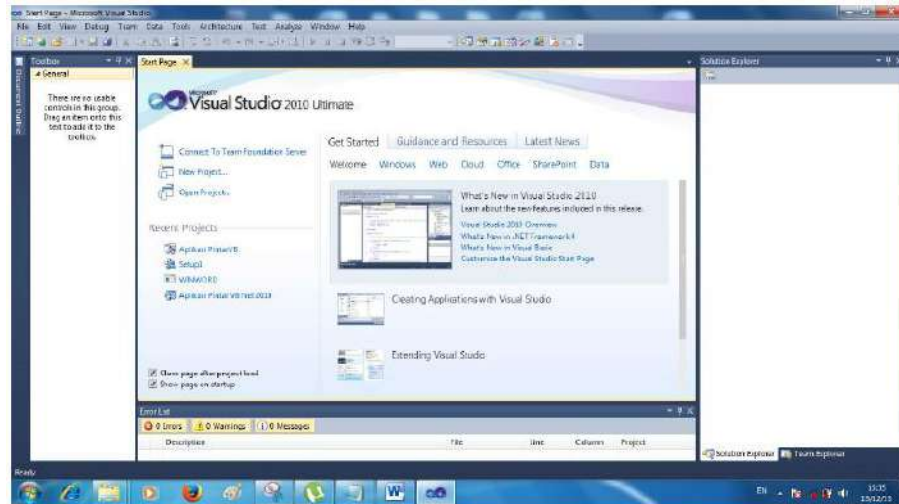 Start Page - Microsoft Visual Studio
File Edit View Debug Team Data Tools Architecture Test Analyze Window Help
Toolbox
General
There are no usable
controls in this group.
Drag an item onto this
text to add it to the
toolbox.
Document Outline
Start Page
Microsoft
Visual Studio 2010 Ultimate
Connect To Team Foundation Server
New Project...
Open Project...
Recent Projects
Setup1
WINWORD
Get Started Guidance and Resources Latest News
Welcome Windows Web Cloud Office SharePoint Data
What's New in Visual Studio 2010
Learn about the new features included in this release.
Visual Studio 2010 Overview
What's New in .NET Framework 4
What's New in Visual Basic
Customize the Visual Studio Start Page
Creating Applications with Visual Studio
Extending Visual Studio
Close page after project load
Show page on startup
Solution Explorer
Error List
0 Errors 0 Warnings 0 Messages
Description File Line Column Project
Solution Explorer Team Explorer
Ready
EN